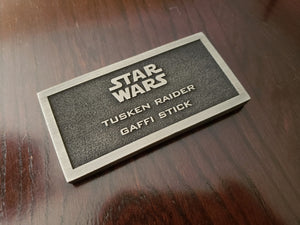 STAR
WARS
TUSKEN RAIDER
GAFFI STICK